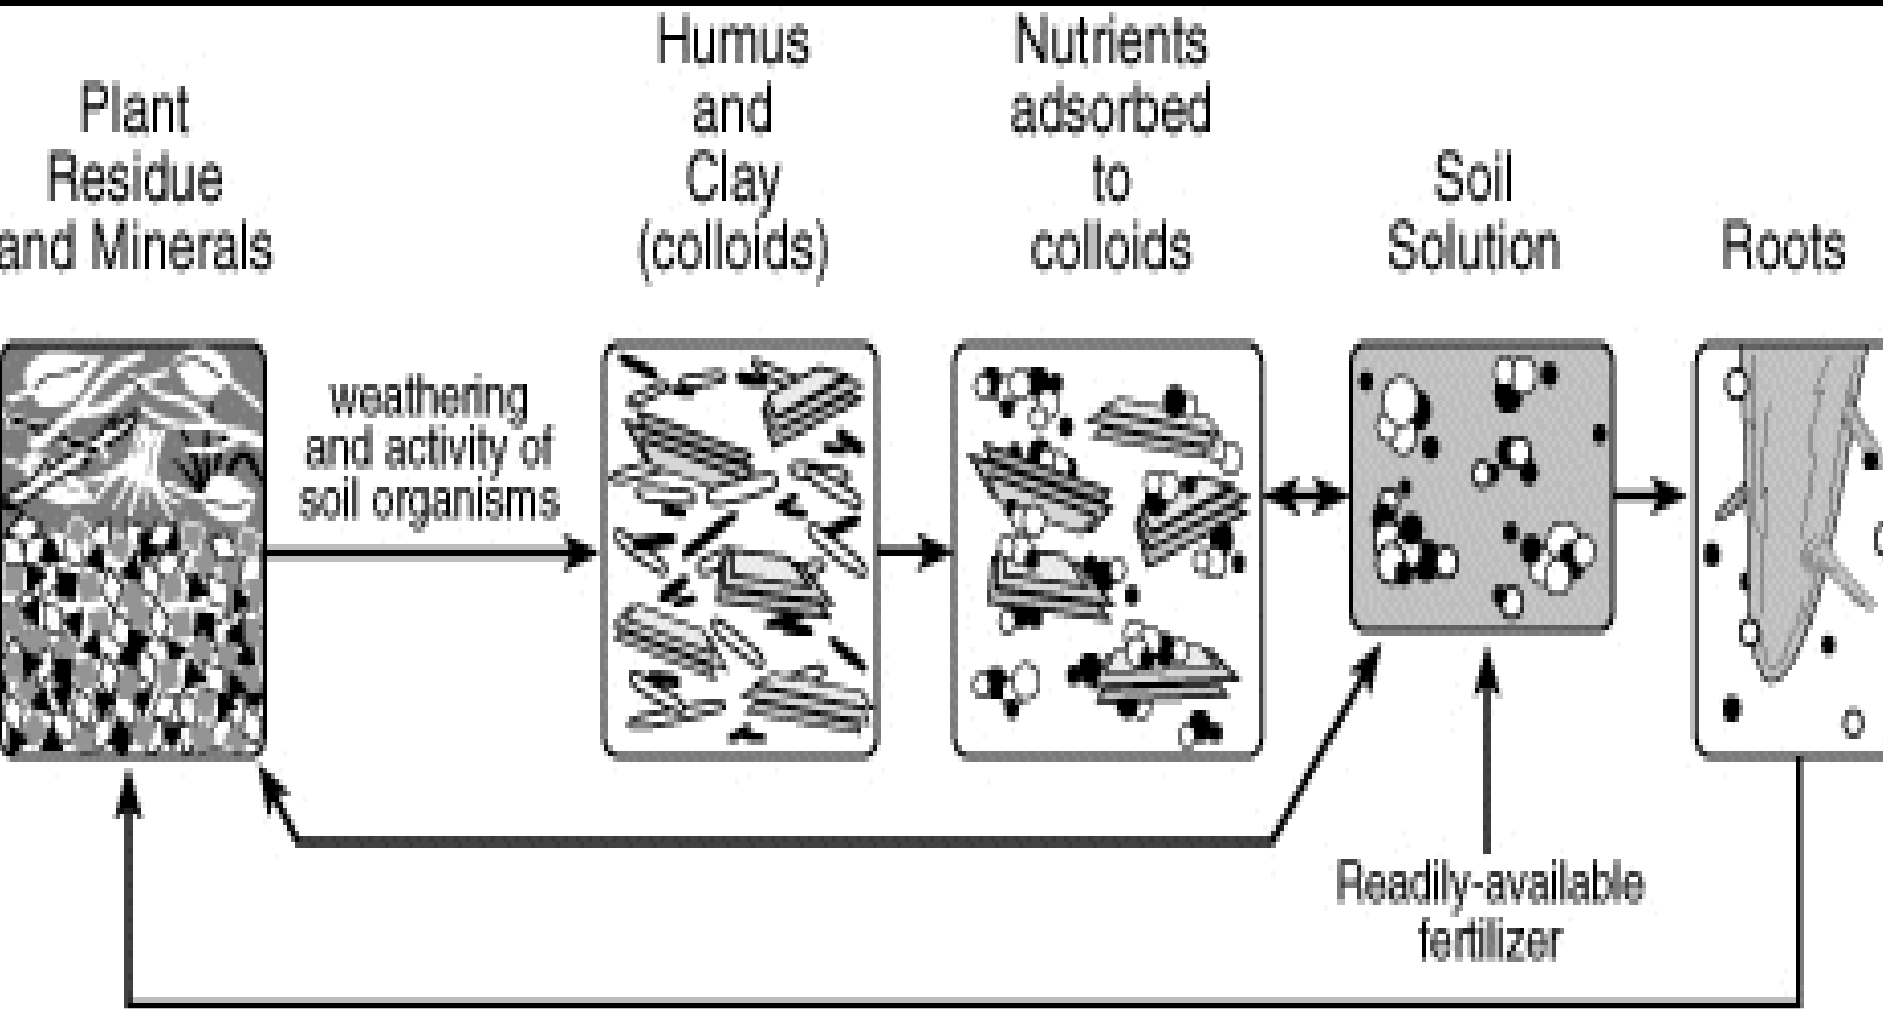 Plant
Residue
and Minerals
weathering
and activity of
soil organisms
Humus
and
Clay
(colloids)
Nutrients
adsorbed
to
colloids
Soil
Solution
Roots
Readily-available
fertilizer